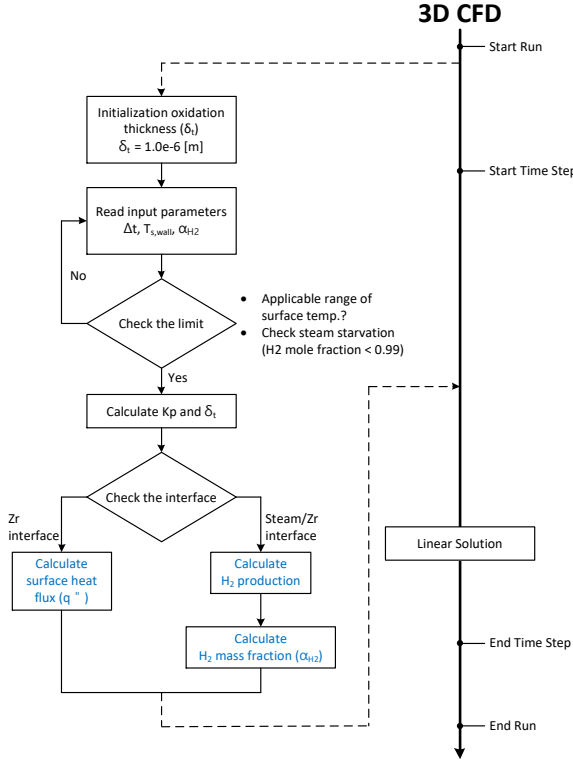 3D CFD
Start Run
Initialization oxidation
thickness (δt)
δt = 1.0e-6 [m]
Start Time Step
Read input parameters
Δt, Ts,wall, αH2
No
Check the limit
• Applicable range of
surface temp.?
• Check steam starvation
(H2 mole fraction < 0.99)
Yes
Calculate Kp and δt
Check the interface
Zr
interface
Steam/Zr
interface
Calculate
surface heat
flux (q ")
Calculate
H2 production
Calculate
H2 mass fraction (αH2)
Linear Solution
End Time Step
End Run